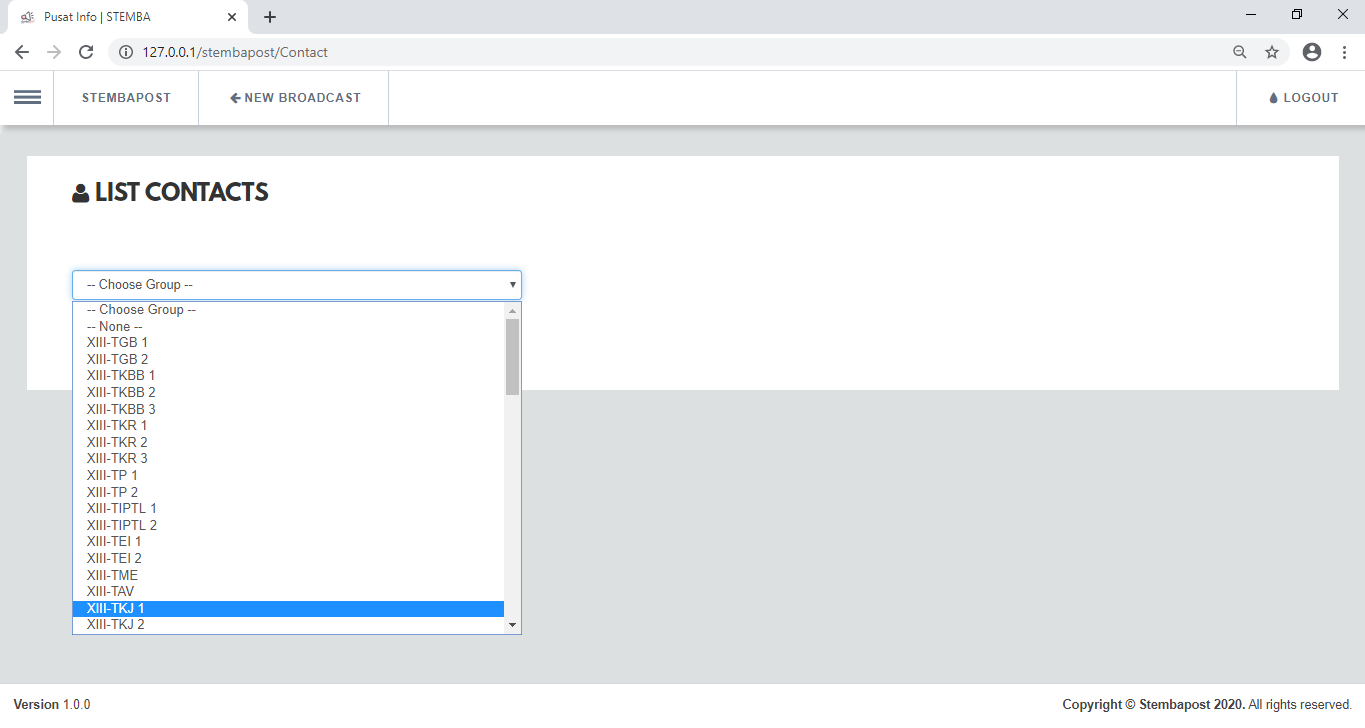 Pusat Info | STEMBA
127.0.0.1/stembapost/Contact
STEMBAPOST
NEW BROADCAST
LOGOUT
LIST CONTACTS
-- Choose Group --
-- Choose Group --
-- None --
XIII-TGB 1
XIII-TGB 2
XIII-TKBB 1
XIII-TKBB 2
XIII-TKBB 3
XIII-TKR 1
XIII-TKR 2
XIII-TKR 3
XIII-TP 1
XIII-TP 2
XIII-TIPTL 1
XIII-TIPTL 2
XIII-TEI 1
XIII-TEI 2
XIII-TME
XIII-TAV
XIII-TKJ 1
XIII-TKJ 2
Version 1.0.0
Copyright © Stembapost 2020. All rights reserved.